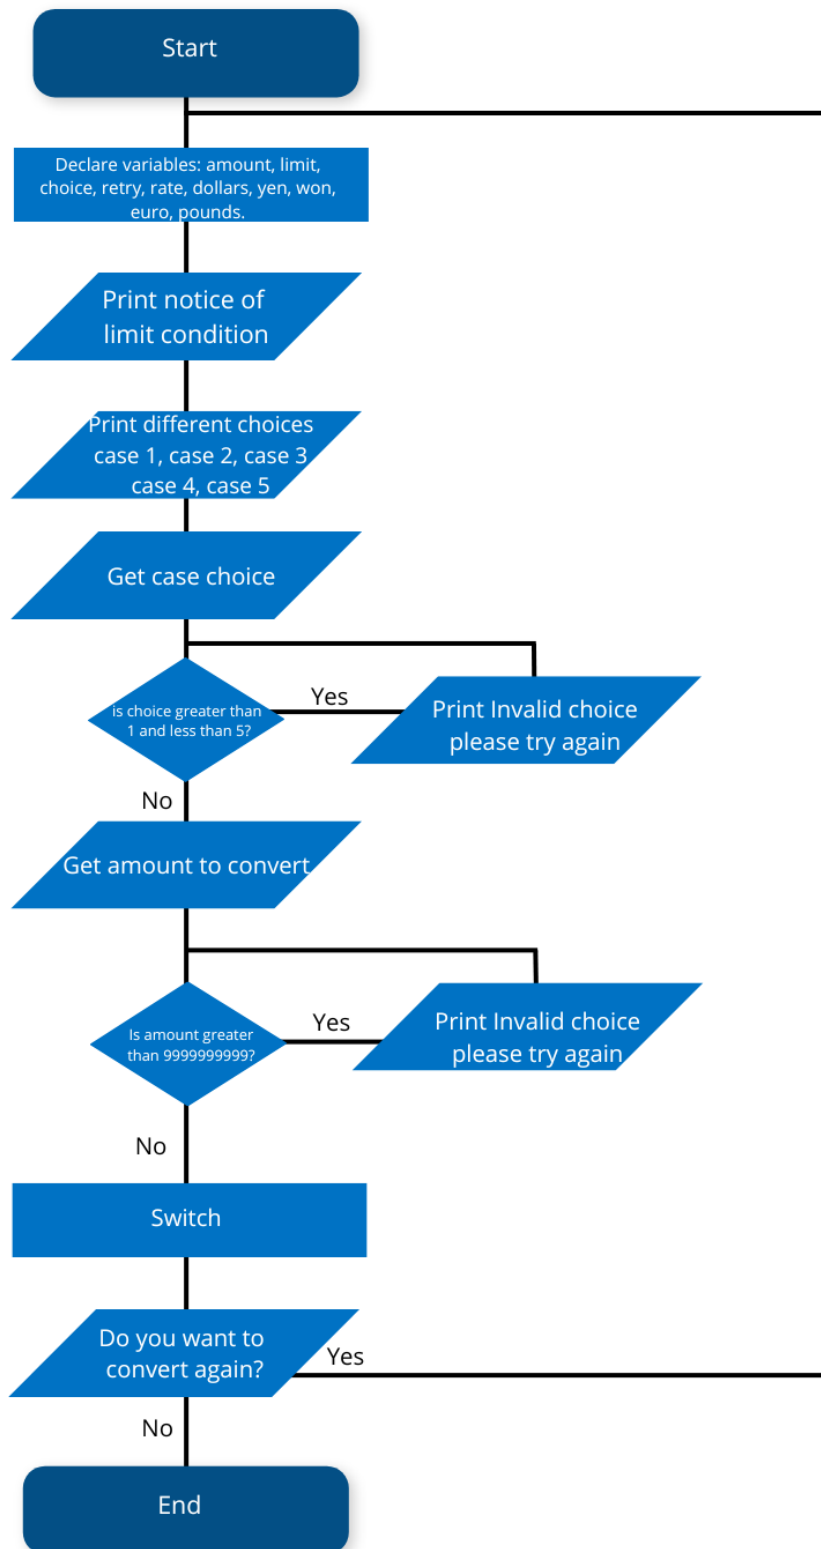 Start
Declare variables: amount, limit,
choice, retry, rate, dollars, yen, won,
euro, pounds.
Print notice of
limit condition
Print different choices
case 1, case 2, case 3
case 4, case 5
Get case choice
is choice greater than
1 and less than 5?
Yes
Print Invalid choice
please try again
No
Get amount to convert
Is amount greater
than 9999999999?
Yes
Print Invalid choice
please try again
No
Switch
Do you want to
convert again?
Yes
No
End